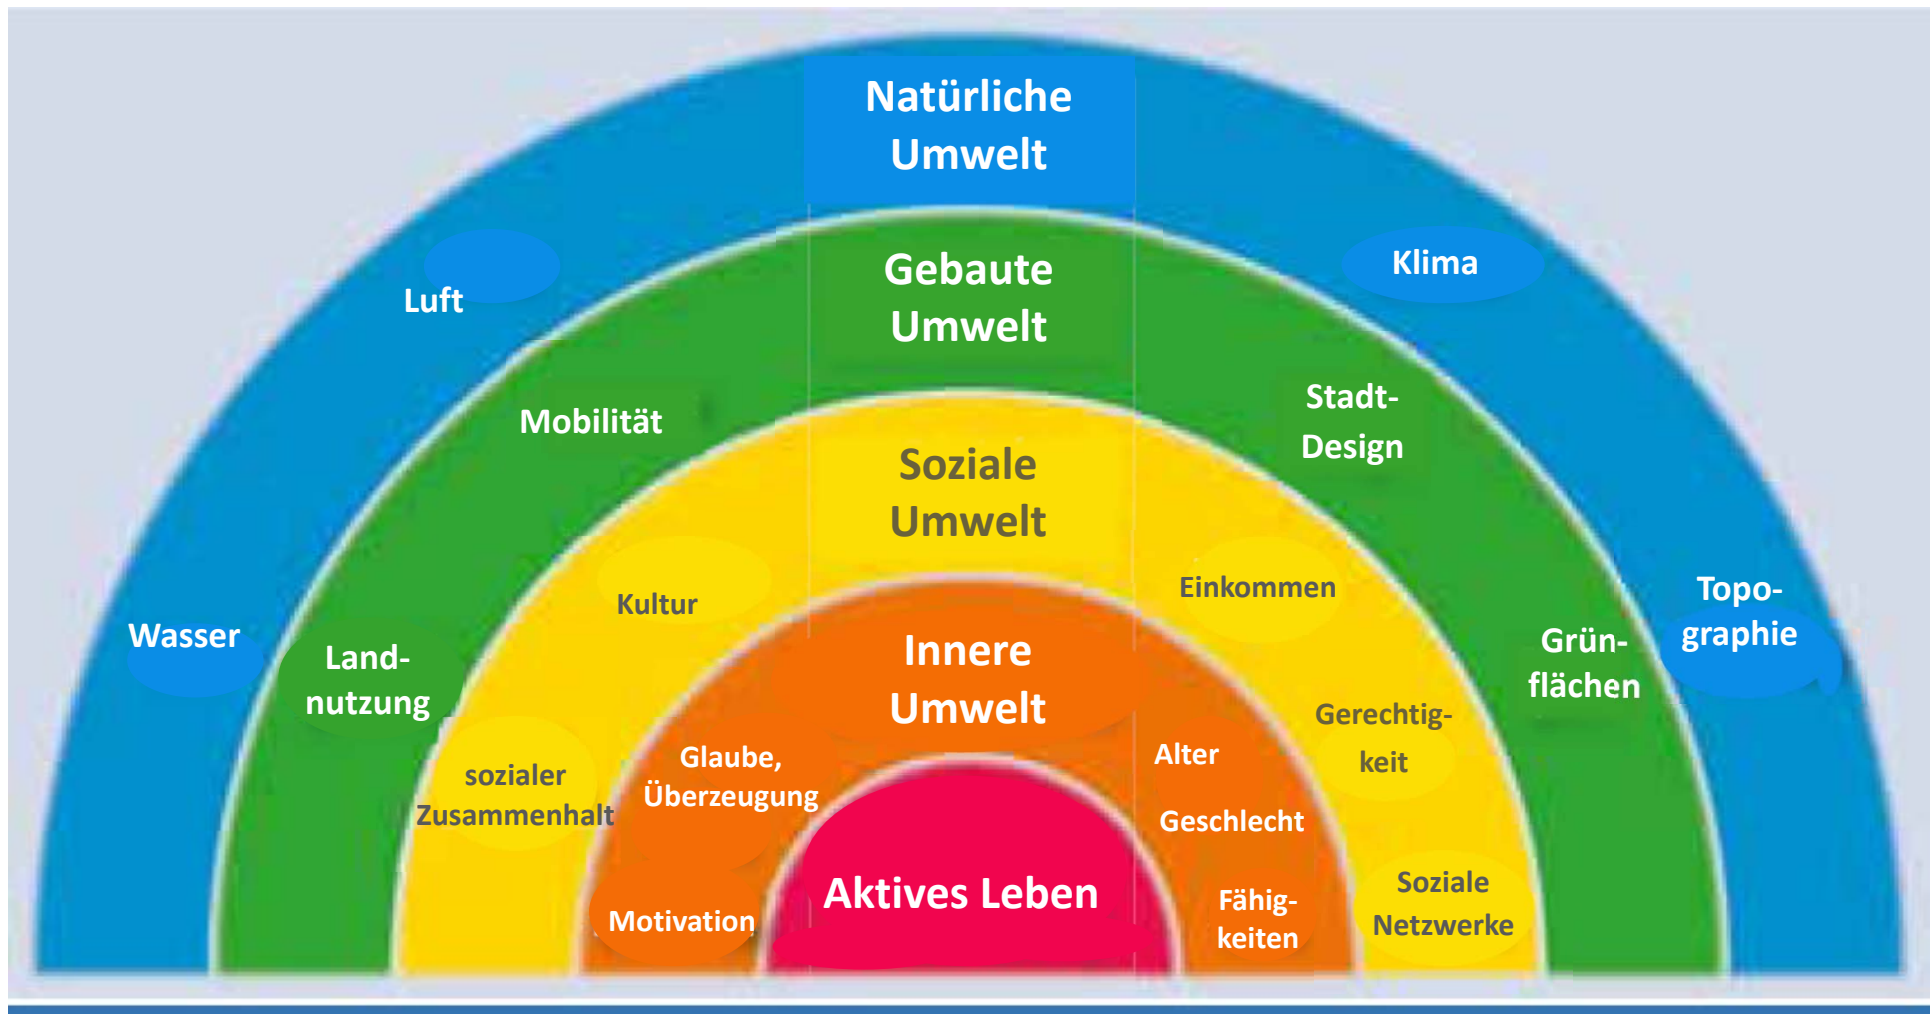 Natürliche
Umwelt
Luft
Klima
Wasser
Topo-
graphie
Gebaute
Umwelt
Mobilität
Stadt-
Design
Land-
nutzung
Grün-
flächen
Soziale
Umwelt
Kultur
Einkommen
sozialer
Zusammenhalt
Gerechtig-
keit
Soziale
Netzwerke
Innere
Umwelt
Glaube,
Überzeugung
Alter
Geschlecht
Motivation
Fähig-
keiten
Aktives Leben